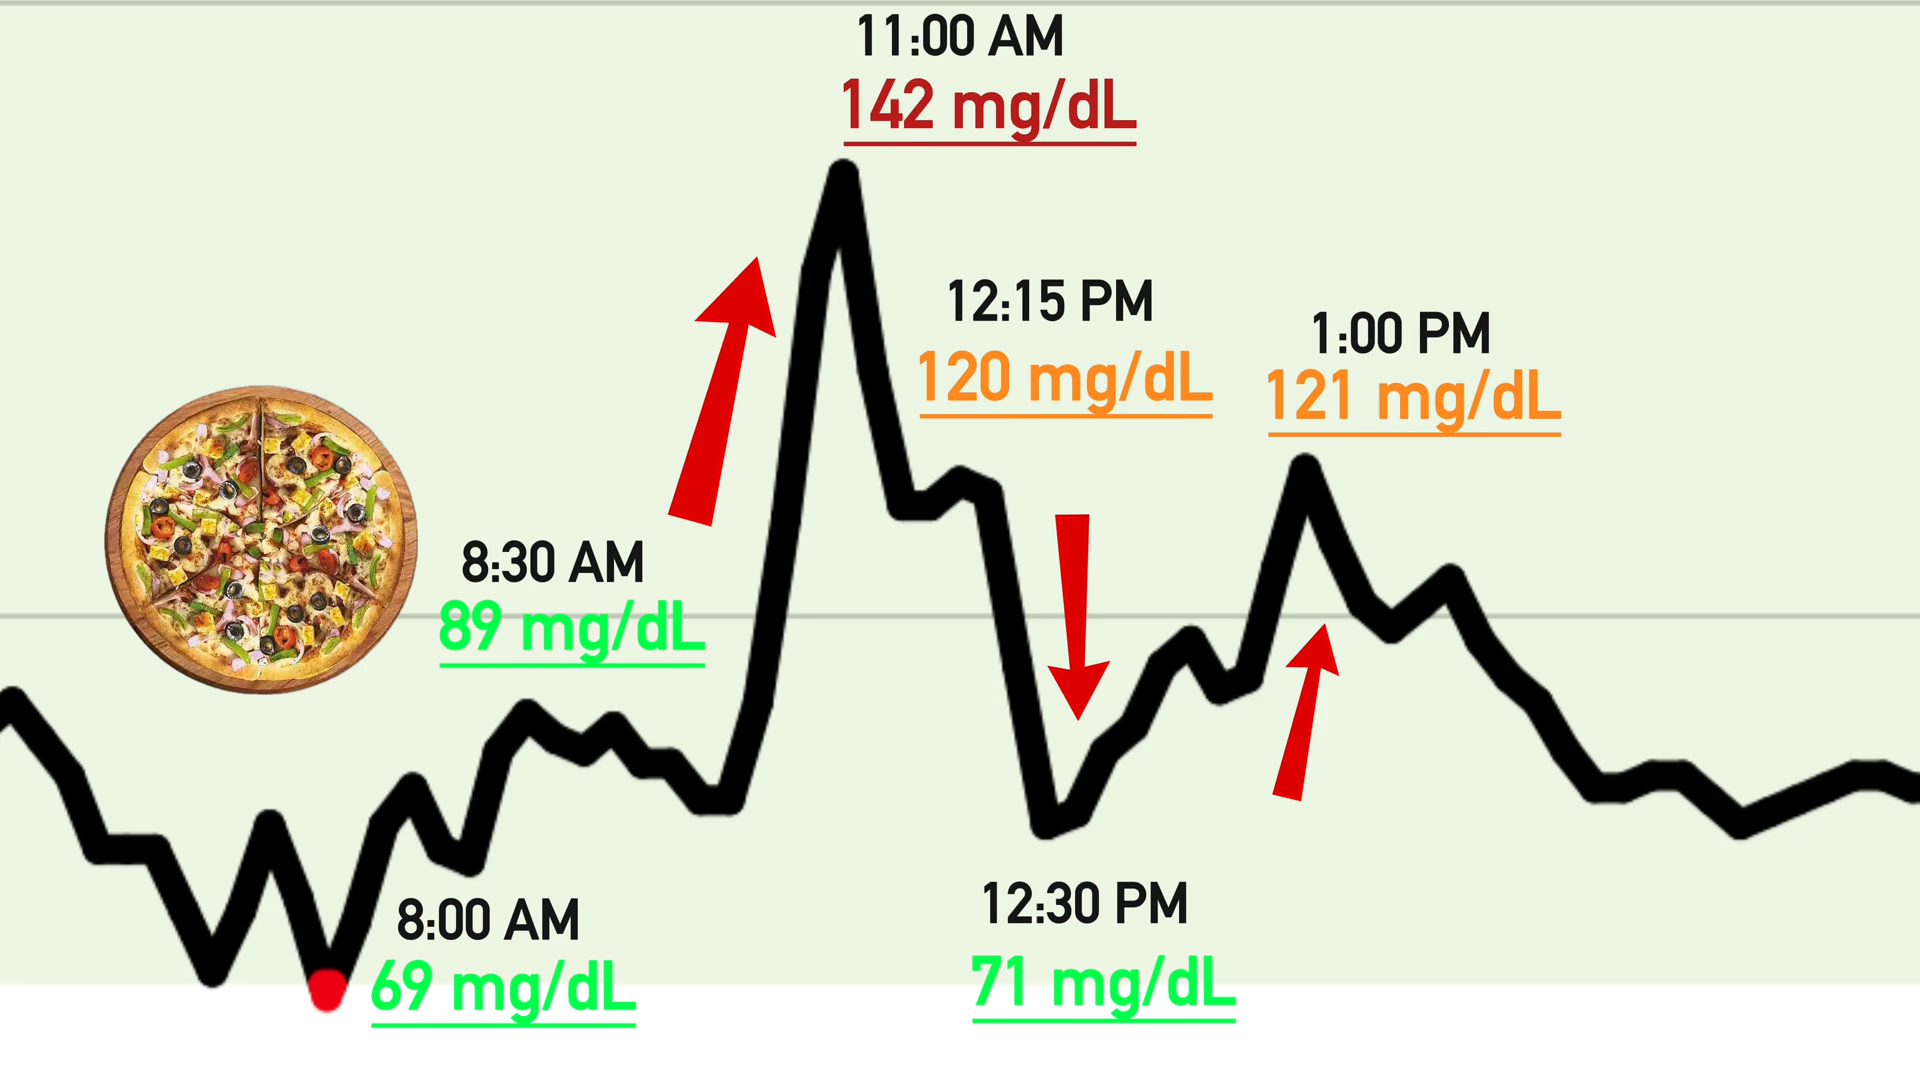 11:00 AM
142 mg/dL
12:15 PM
120 mg/dL
1:00 PM
121 mg/dL
8:30 AM
89 mg/dL
8:00 AM
69 mg/dL
12:30 PM
71 mg/dL